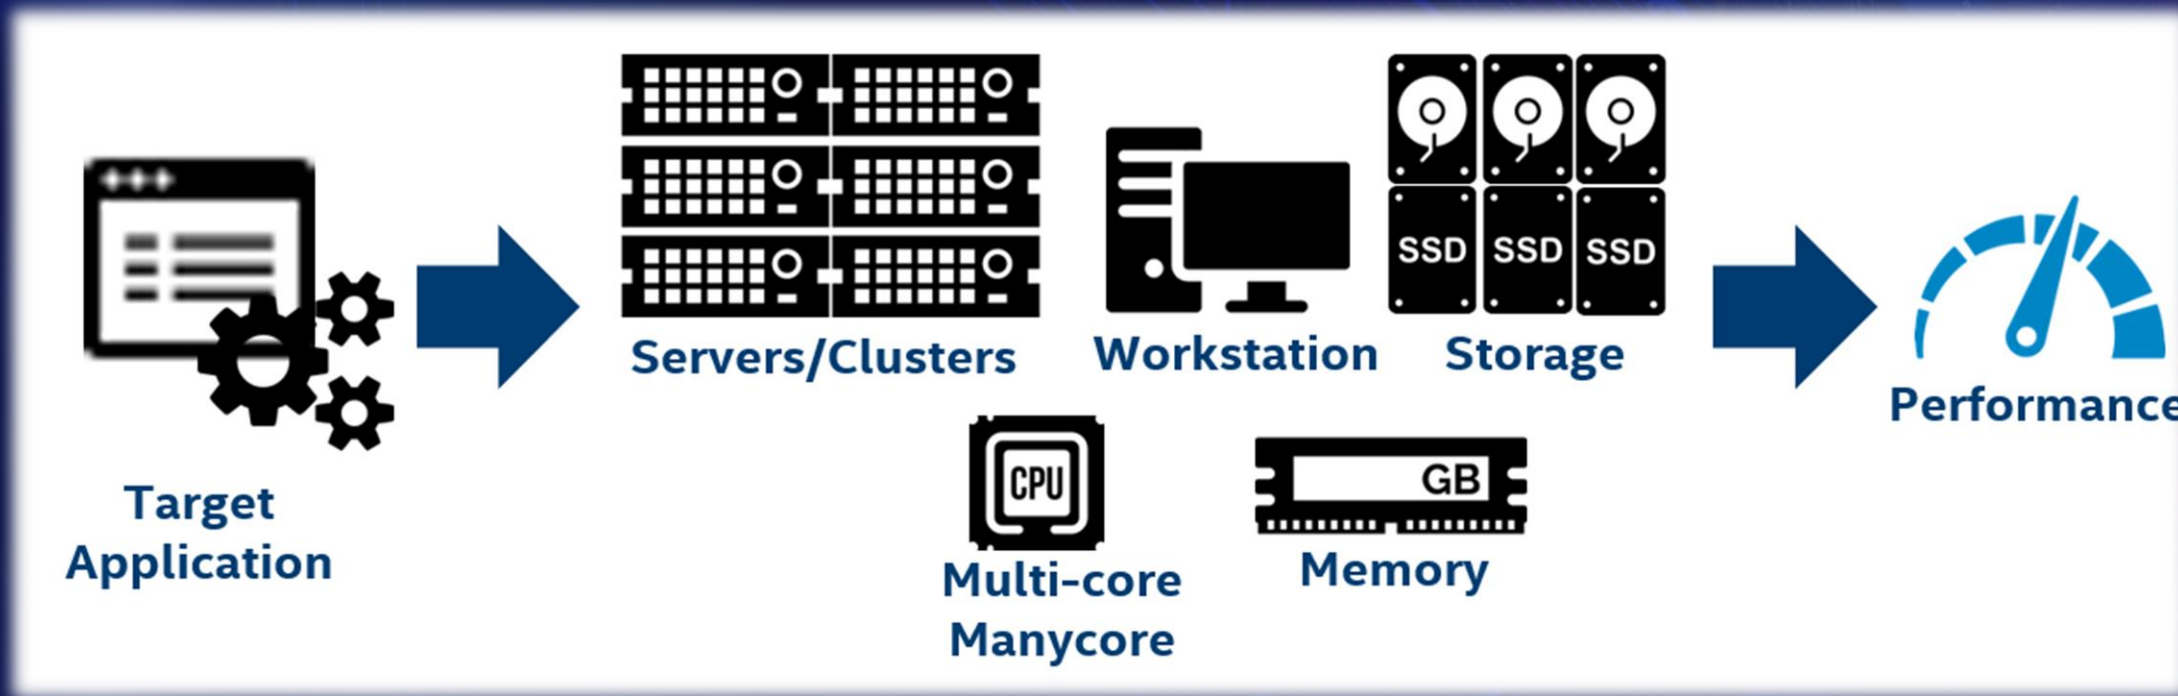 Target
Application
Servers/Clusters
Workstation
SSD SSD SSD
Storage
CPU
Multi-core
Manycore
GB
Memory
Performance